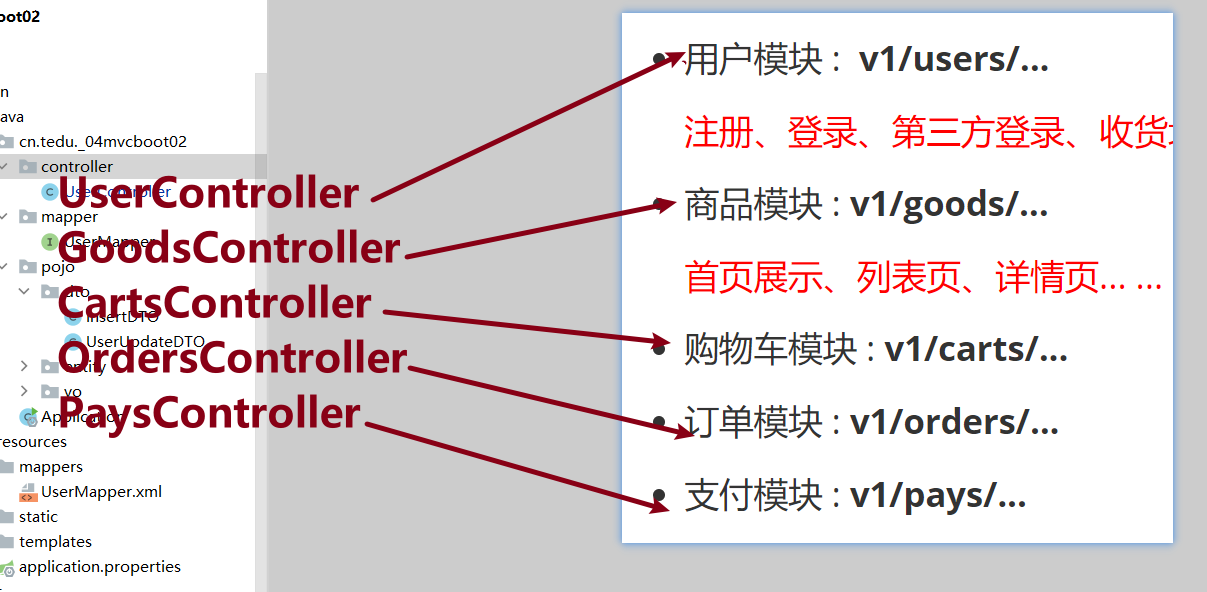 oot02
n
ava
cn.tedu._04mvcboot02
controller
UserController
UserController
mapper
GoodsController
UserMapper
pojo
CartsController
dto
InsertDTO
UserUpdateDTO
OrdersController
entity
vo
PaysController
Application
resources
mappers
UserMapper.xml
static
templates
application.properties
用户模块： v1/users/...
注册、登录、第三方登录、收货
商品模块 : v1/goods/...
首页展示、列表页、详情页... ...
购物车模块 : v1/carts/...
订单模块 : v1/orders/...
支付模块 : v1/pays/...